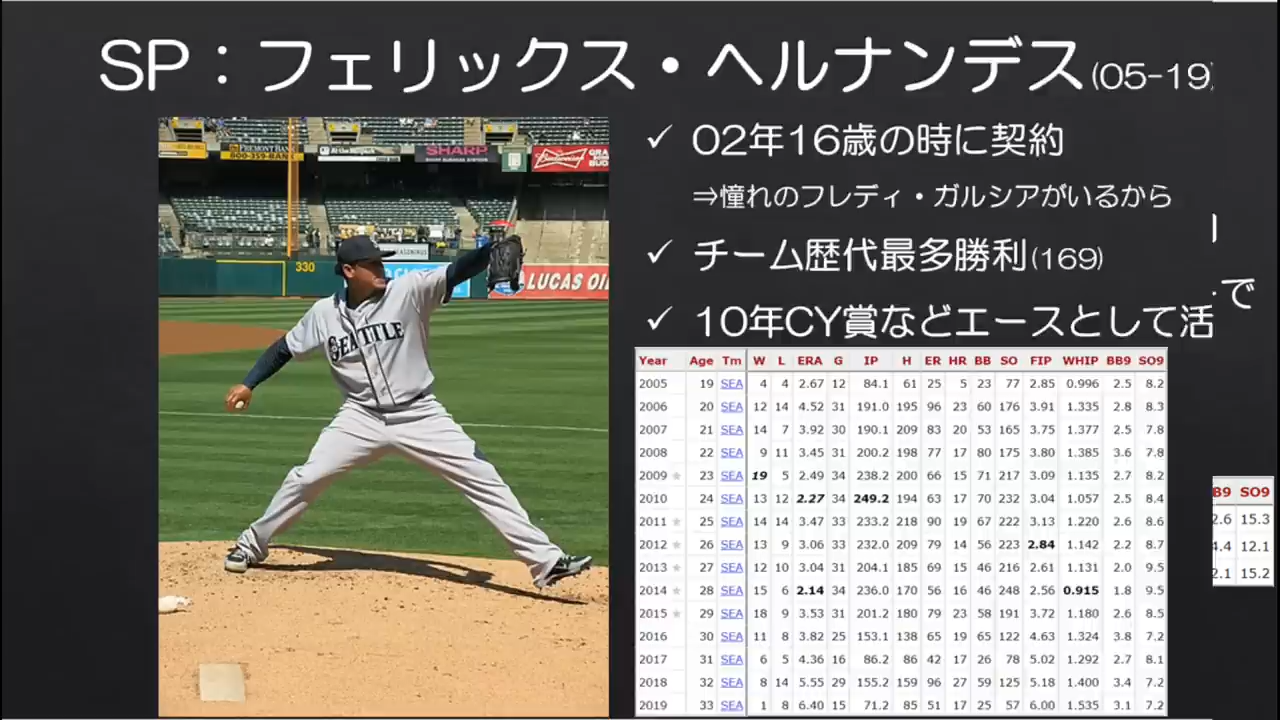 SP：フェリックス・ヘルナンデス(05-19)
✓ 02年16歳の時に契約
⇒憧れのフレディ・ガルシアがいるから
✓ チーム歴代最多勝利(169)
で
✓ 10年CY賞などエースとして活
PREMONT BANK
800-359-BANK
SHARP
Budweiser
330
LUCAS OIL
SEATTLE
Year Age Tm W L ERA G IP H ER HR BB SO FIP WHIP BB9 SO9
2005 19 SEA 4 4 2.67 12 84.1 61 25 5 23 77 2.85 0.996 2.5 8.2
2006 20 SEA 12 14 4.52 31 191.0 195 96 23 60 176 3.91 1.335 2.8 8.3
2007 21 SEA 14 7 3.92 30 190.1 209 83 20 53 165 3.75 1.377 2.5 7.8
2008 22 SEA 9 11 3.45 31 200.2 198 77 17 80 175 3.80 1.385 3.6 7.8
2009 ★ 23 SEA 19 5 2.49 34 238.2 200 66 15 71 217 3.09 1.135 2.7 8.2
2010 24 SEA 13 12 2.27 34 249.2 194 63 17 70 232 3.04 1.057 2.5 8.4
2011 ★ 25 SEA 14 14 3.47 33 233.2 218 90 19 67 222 3.13 1.220 2.6 8.6
2012 ★ 26 SEA 13 9 3.06 33 232.0 209 79 14 56 223 2.84 1.142 2.2 8.7
2013 ★ 27 SEA 12 10 3.04 31 204.1 185 69 15 46 216 2.61 1.131 2.0 9.5
2014 ★ 28 SEA 15 6 2.14 34 236.0 170 56 16 46 248 2.56 0.915 1.8 9.5
2015 ★ 29 SEA 18 9 3.53 31 201.2 180 79 23 58 191 3.72 1.180 2.6 8.5
2016 30 SEA 11 8 3.82 25 153.1 138 65 19 65 122 4.63 1.324 3.8 7.2
2017 31 SEA 6 5 4.36 16 86.2 86 42 17 26 78 5.02 1.292 2.7 8.1
2018 32 SEA 8 14 5.55 29 155.2 159 96 27 59 125 5.18 1.400 3.4 7.2
2019 33 SEA 1 8 6.40 15 71.2 85 51 17 25 57 6.00 1.535 3.1 7.2
B9 SO9
2.6 15.3
4.4 12.1
2.1 15.2